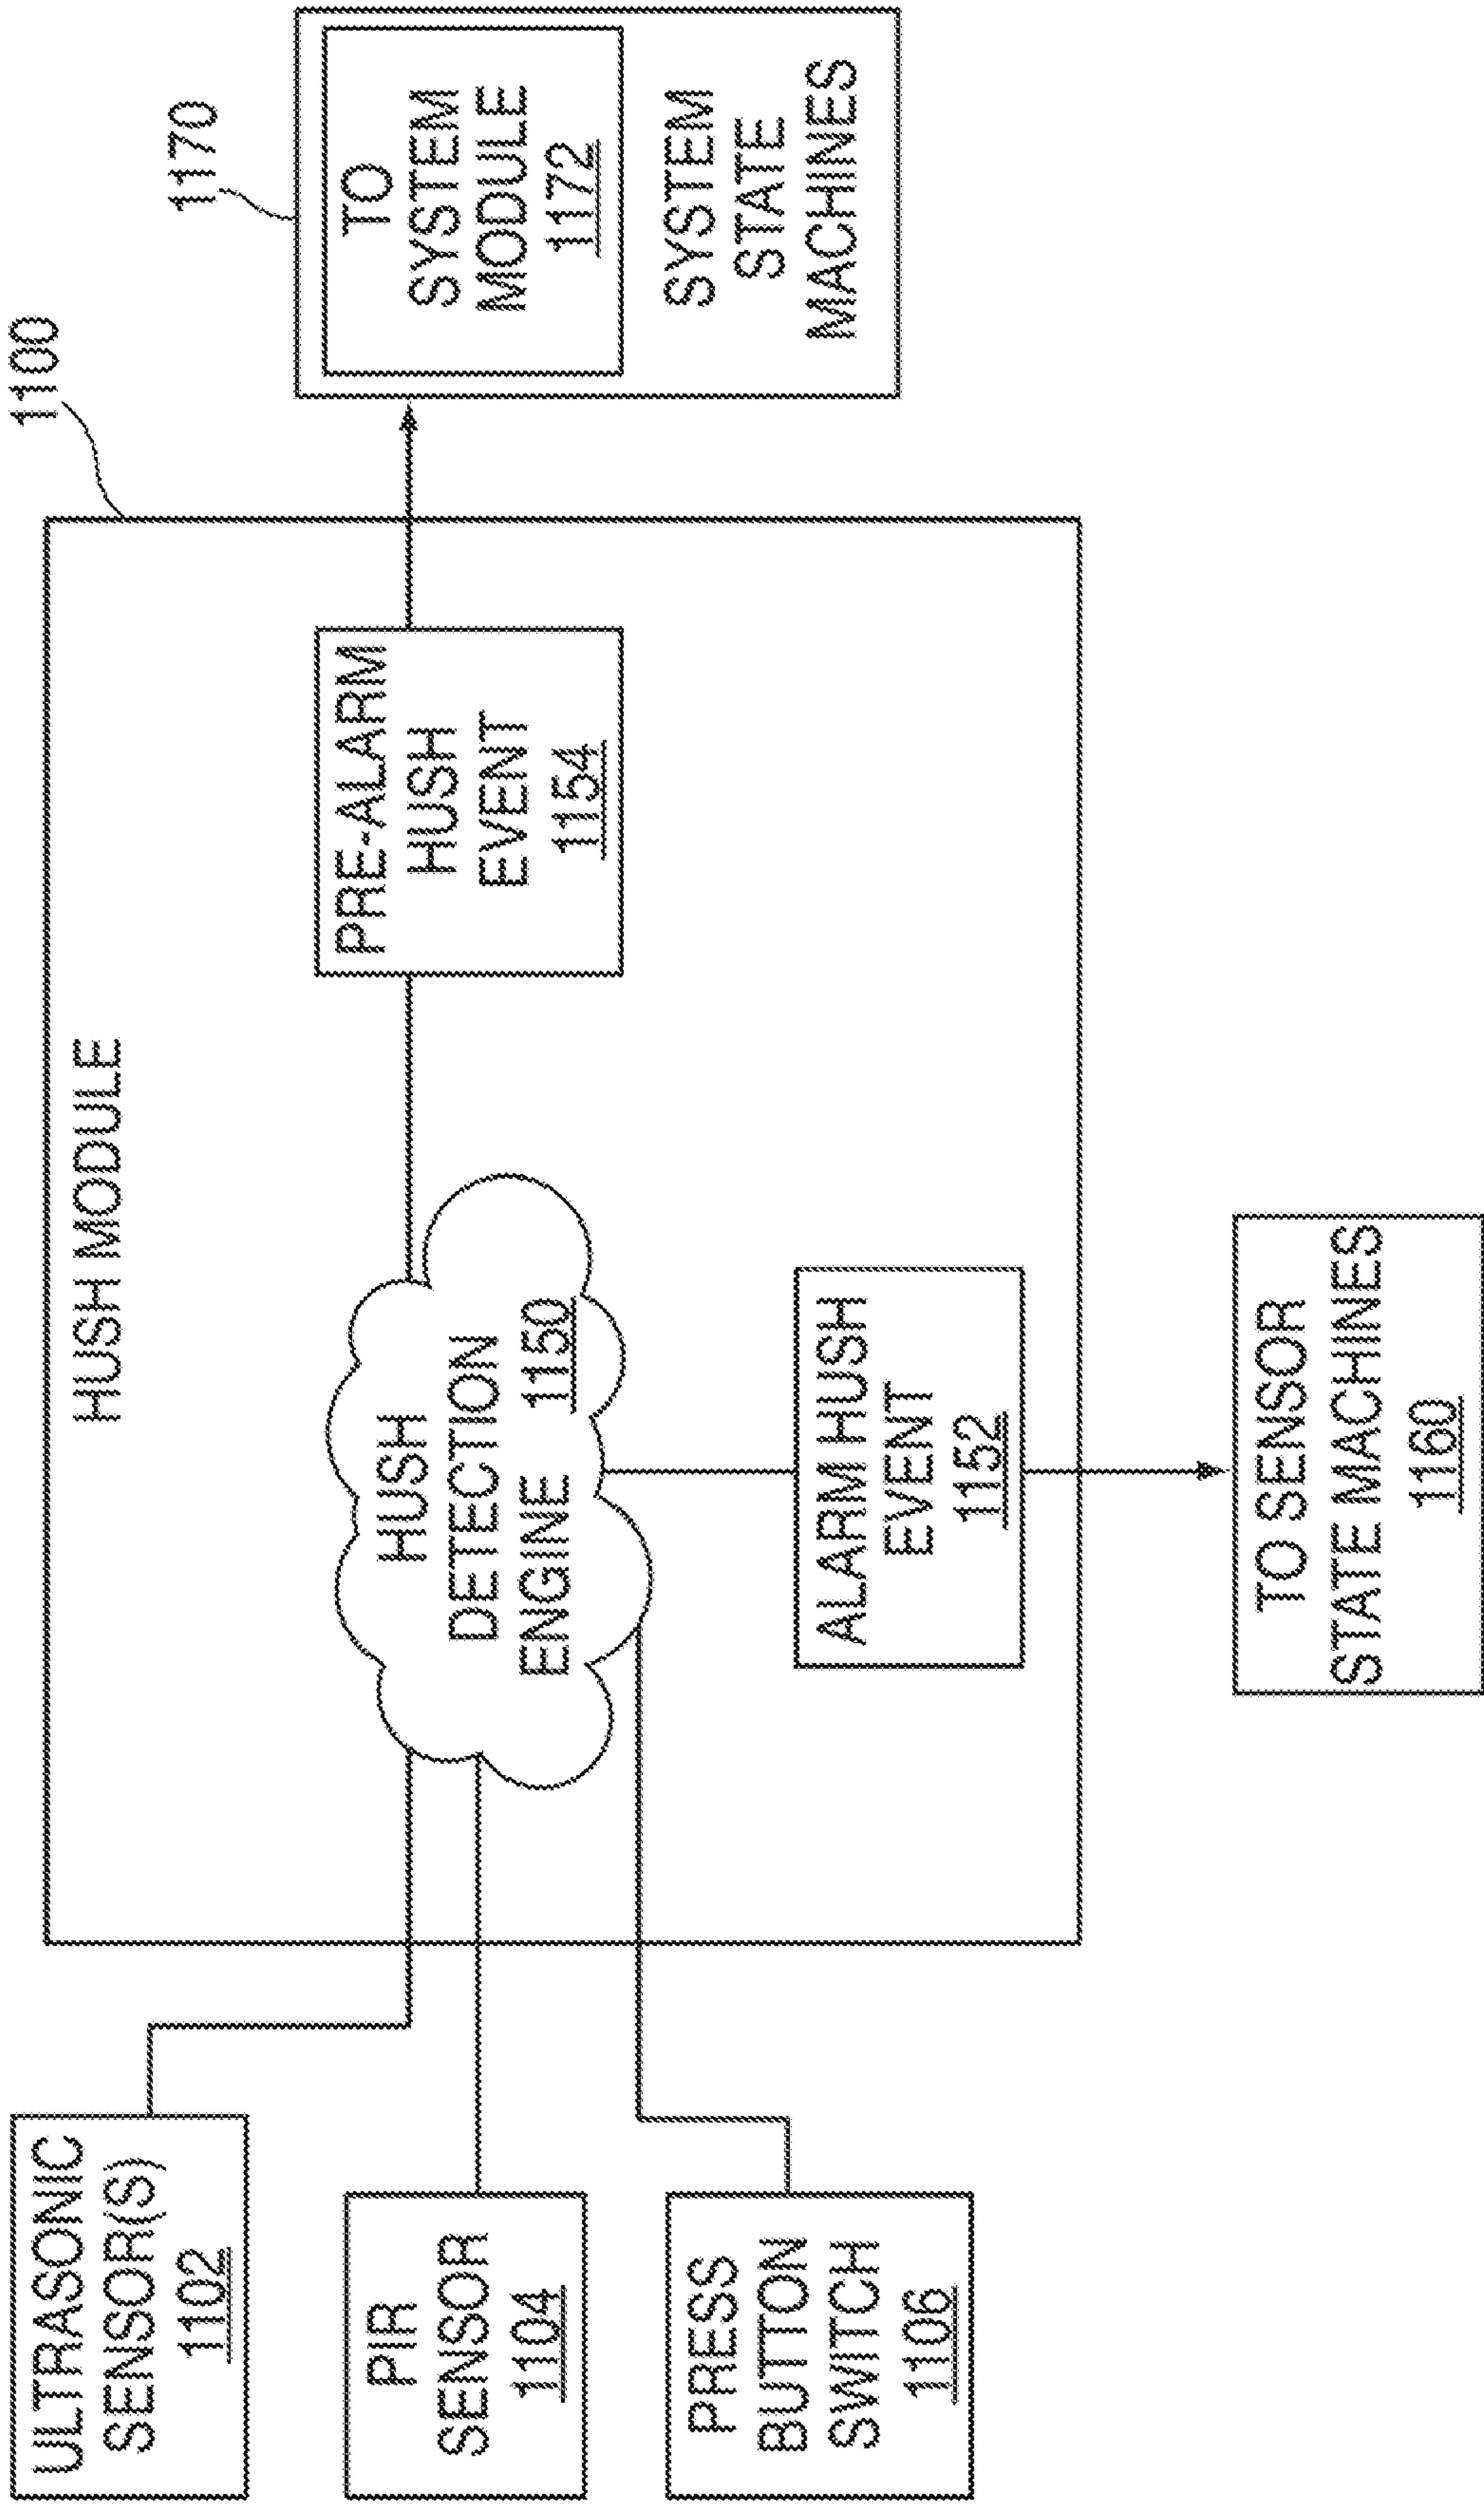 1100
1170
HUSH MODULE
ULTRASONIC
SENSOR(S)
1102
PIR
SENSOR
1104
PRESS
BUTTON
SWITCH
1106
HUSH
DETECTION
ENGINE 1150
PRE-ALARM
HUSH
EVENT
1154
ALARM HUSH
EVENT
1152
TO
SYSTEM
MODULE
1172
SYSTEM
STATE
MACHINES
TO SENSOR
STATE MACHINES
1160